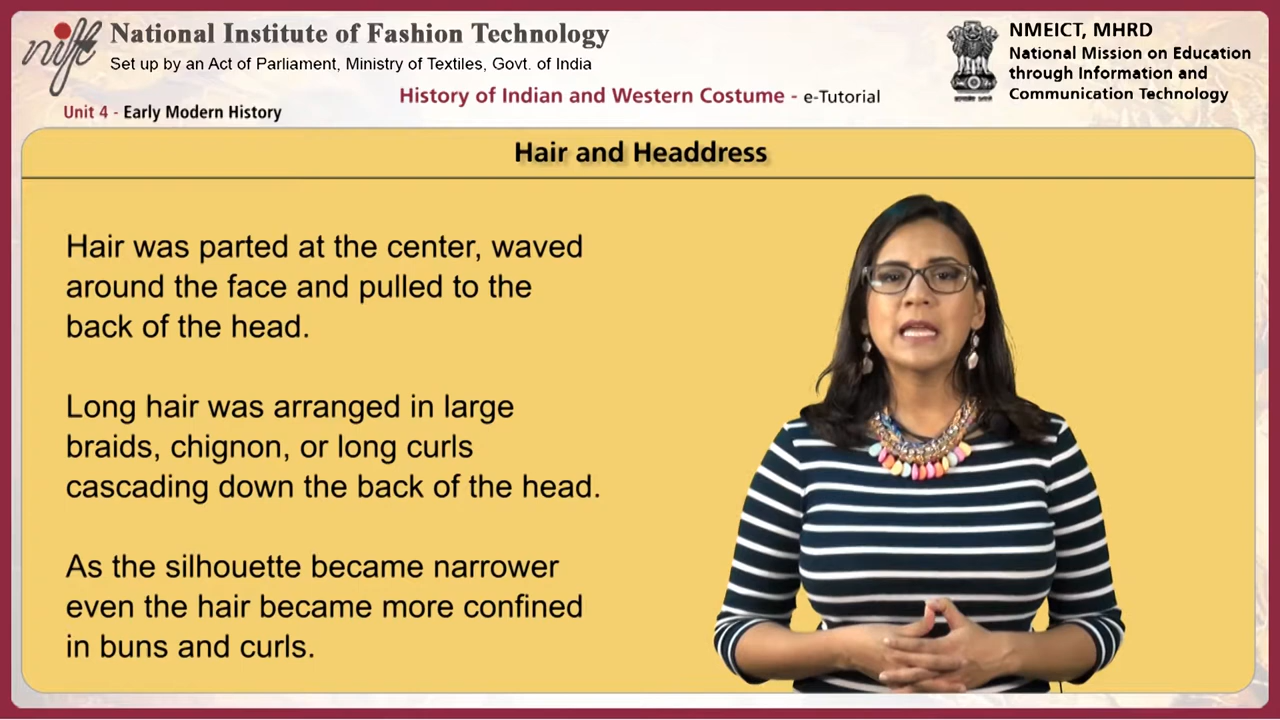 nift
National Institute of Fashion Technology
Set up by an Act of Parliament, Ministry of Textiles, Govt. of India
NMEICT, MHRD
National Mission on Education
through Information and
Communication Technology
History of Indian and Western Costume - e-Tutorial
Unit 4 - Early Modern History
Hair and Headdress
Hair was parted at the center, waved
around the face and pulled to the
back of the head.
Long hair was arranged in large
braids, chignon, or long curls
cascading down the back of the head.
As the silhouette became narrower
even the hair became more confined
in buns and curls.